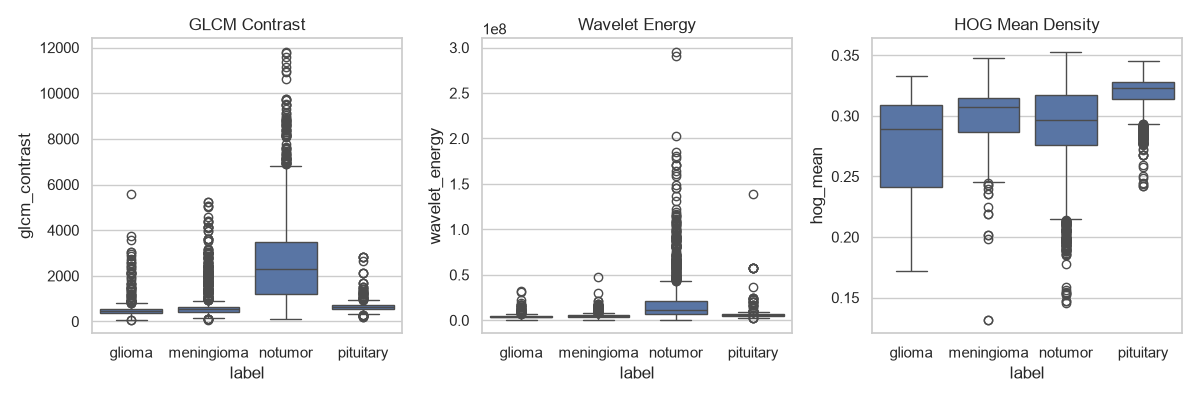 GLCM Contrast
12000
10000
8000
6000
4000
2000
0
glcm_contrast
glioma meningioma notumor pituitary
label
Wavelet Energy
1e8
3.0
2.5
2.0
1.5
1.0
0.5
0.0
wavelet_energy
glioma meningioma notumor pituitary
label
HOG Mean Density
0.35
0.30
0.25
0.20
0.15
hog_mean
glioma meningioma notumor pituitary
label